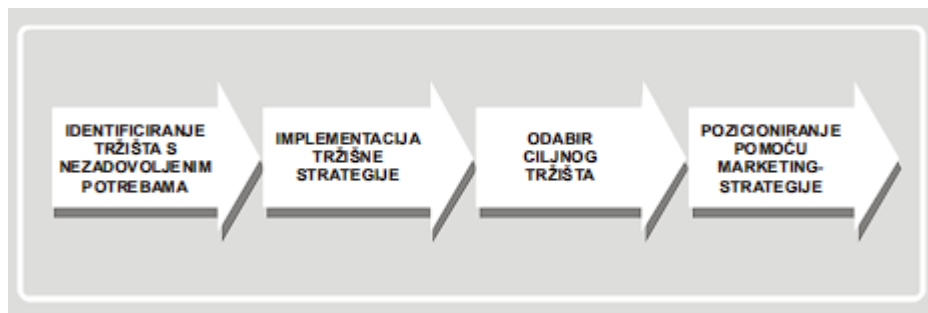 IDENTIFICIRANJE
TRŽIŠTA S
NEZADOVOLJENIM
POTREBAMA
IMPLEMENTACIJA
TRŽIŠNE
STRATEGIJE
ODABIR
CILJNOG
TRŽIŠTA
POZICIONIRANJE
POMOĆU
MARKETING-
STRATEGIJE